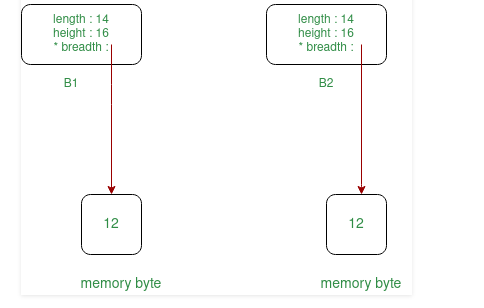 length : 14
height : 16
* breadth :
B1
12
memory byte
length : 14
height : 16
* breadth :
B2
12
memory byte